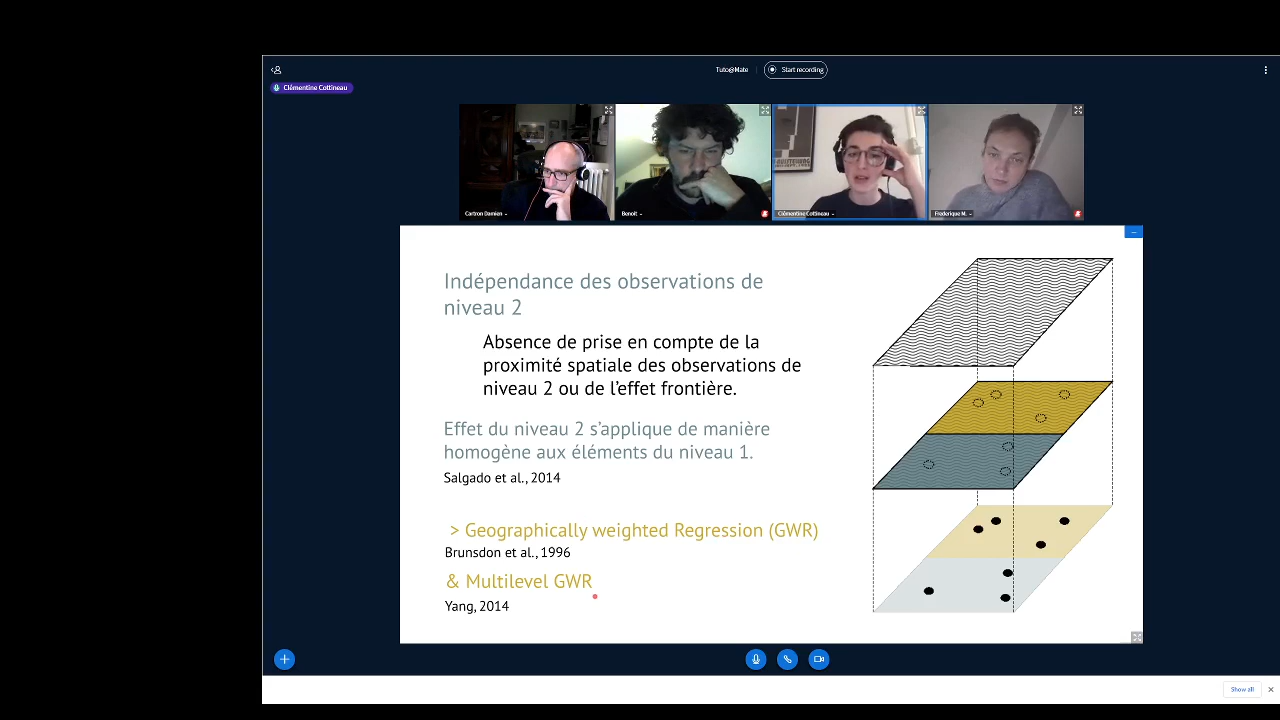 Tuto@Mate
Start recording
Clémentine Cottineau
Cartron Damien
Benoit
Clémentine Cottineau
Frederique M.
Indépendance des observations de
niveau 2
Absence de prise en compte de la
proximité spatiale des observations de
niveau 2 ou de l’effet frontière.
Effet du niveau 2 s’applique de manière
homogène aux éléments du niveau 1.
Salgado et al., 2014
> Geographically weighted Regression (GWR)
Brunsdon et al., 1996
& Multilevel GWR
Yang, 2014
Show all